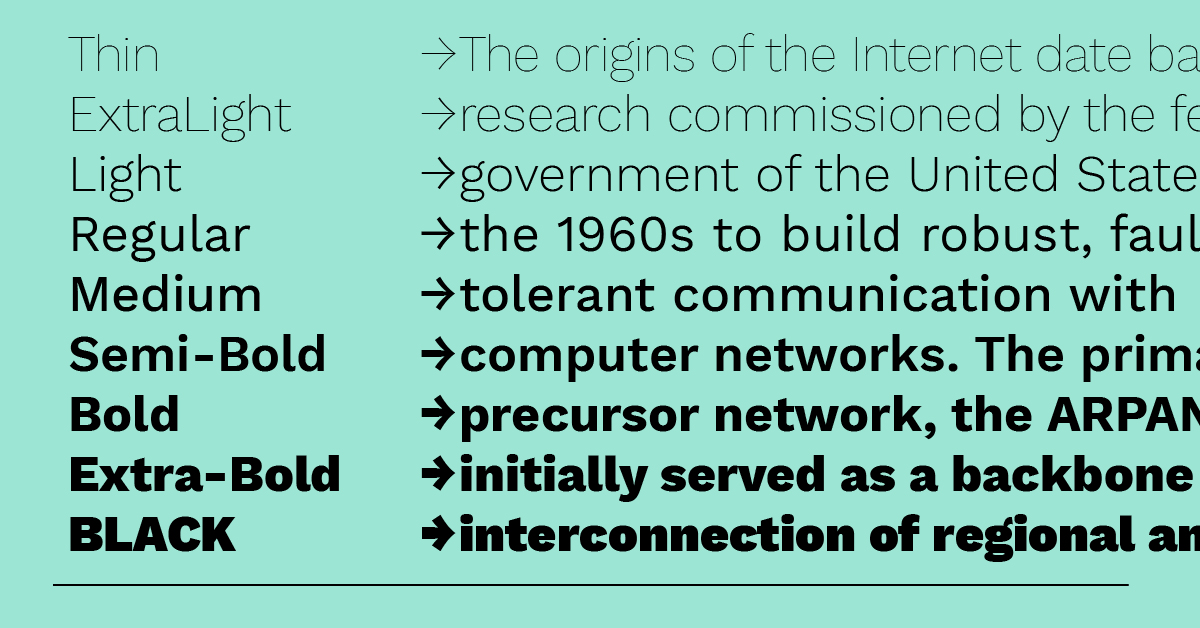 Thin →The origins of the Internet date ba
ExtraLight →research commissioned by the fe
Light →government of the United State
Regular →the 1960s to build robust, faul
Medium →tolerant communication with
Semi-Bold →computer networks. The prima
Bold →precursor network, the ARPAN
Extra-Bold →initially served as a backbone
BLACK →interconnection of regional an